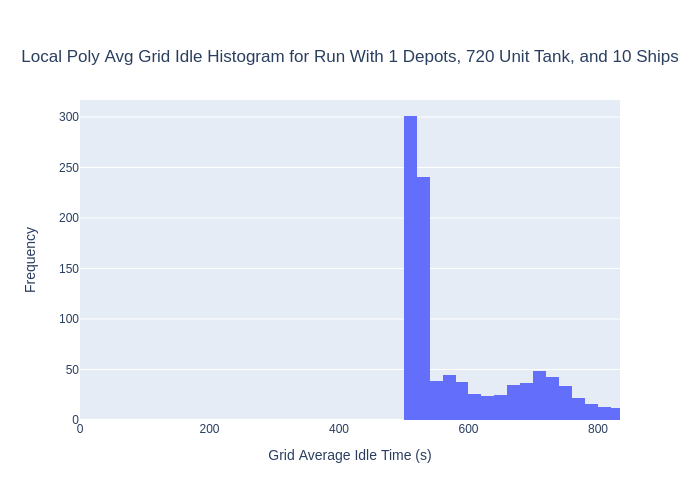 Local Poly Avg Grid Idle Histogram for Run With 1 Depots, 720 Unit Tank, and 10 Ships
300
250
200
150
100
50
0
0 200 400 600 800
Frequency
Grid Average Idle Time (s)